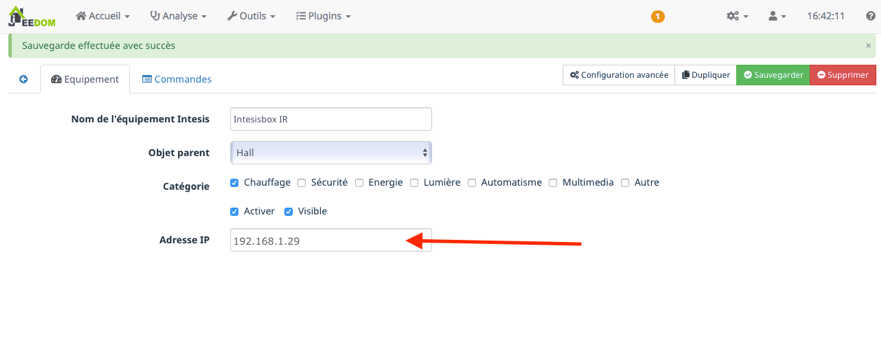 EEDOM Accueil Analyse Outils Plugins 1 16:42:11
Sauvegarde effectuée avec succès ×
Equipement Commandes Configuration avancée Dupliquer Sauvegarder Supprimer
Nom de l'équipement Intesis Intesisbox IR
Objet parent Hall
Catégorie Chauffage Sécurité Energie Lumière Automatisme Multimedia Autre
Activer Visible
Adresse IP 192.168.1.29